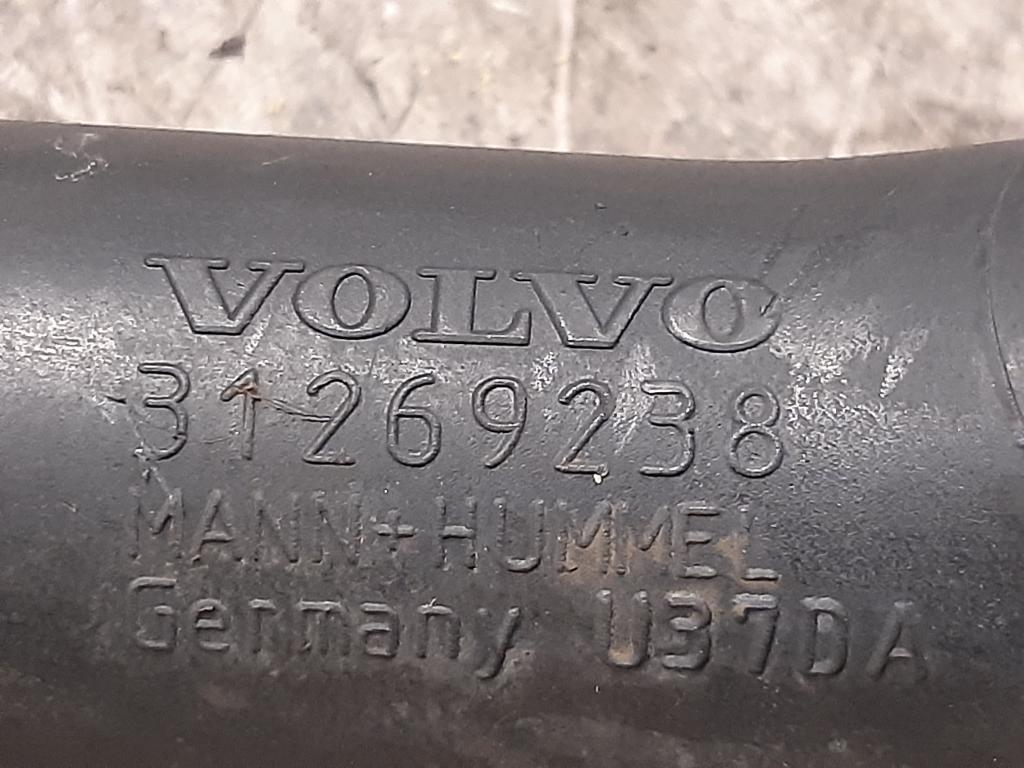 VOLVO
31269238
MANN+HUMMEL
Germany U37DA